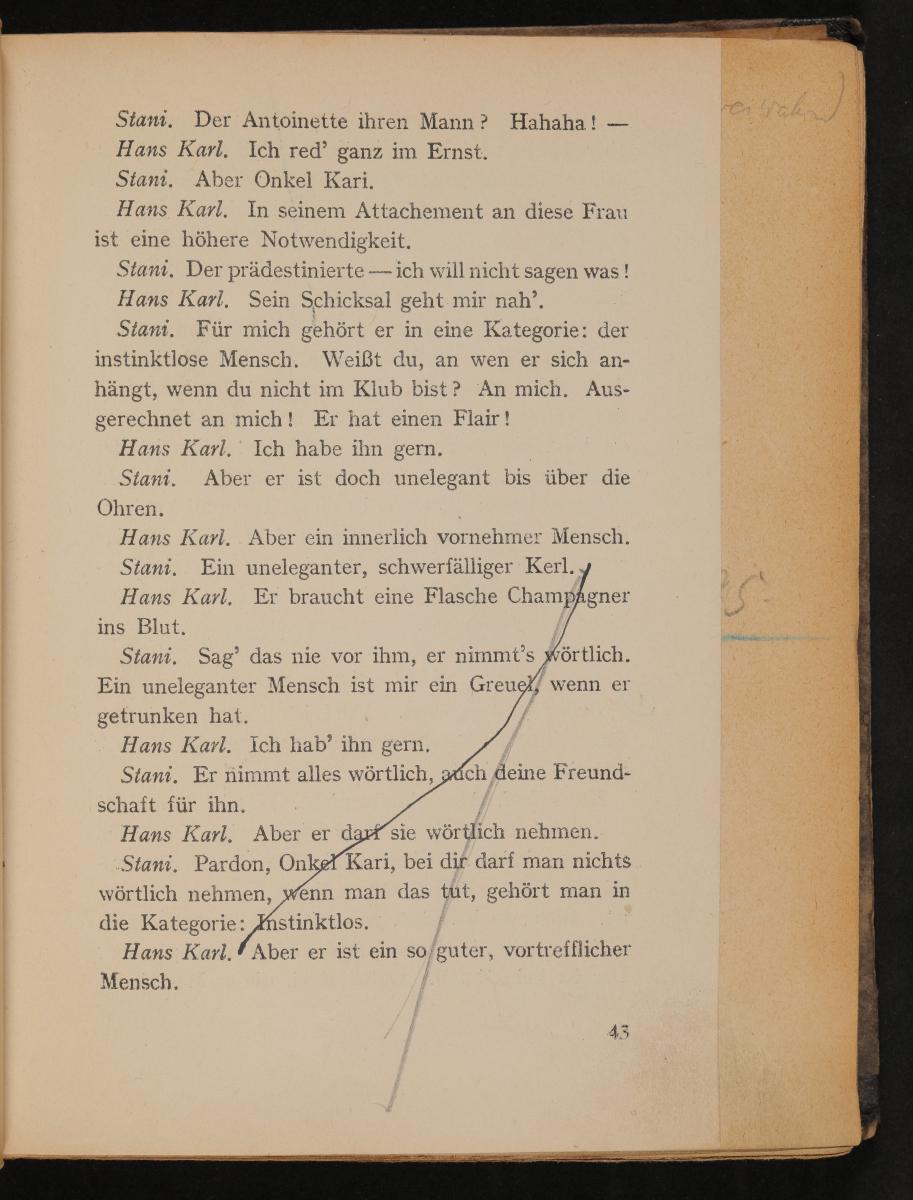 Stani. Der Antoinette ihren Mann? Hahaha! —
Hans Karl. Ich red’ ganz im Ernst.
Stani. Aber Onkel Kari.
Hans Karl. In seinem Attachement an diese Frau
ist eine höhere Notwendigkeit.
Stani. Der prädestinierte — ich will nicht sagen was!
Hans Karl. Sein Schicksal geht mir nah’.
Stani. Für mich gehört er in eine Kategorie: der
instinktlose Mensch. Weißt du, an wen er sich an-
hängt, wenn du nicht im Klub bist? An mich. Aus-
gerechnet an mich! Er hat einen Flair!
Hans Karl. Ich habe ihn gern.
Stani. Aber er ist doch unelegant bis über die
Ohren.
Hans Karl. Aber ein innerlich vornehmer Mensch.
Stani. Ein uneleganter, schwerfälliger Kerl.
Hans Karl. Er braucht eine Flasche Champagner
ins Blut.
Stani. Sag’ das nie vor ihm, er nimmt’s wörtlich.
Ein uneleganter Mensch ist mir ein Greuel, wenn er
getrunken hat.
Hans Karl. Ich hab’ ihn gern.
Stani. Er nimmt alles wörtlich, auch deine Freund-
schaft für ihn.
Hans Karl. Aber er darf sie wörtlich nehmen.
Stani. Pardon, Onkel Kari, bei dir darf man nichts
wörtlich nehmen, wenn man das tut, gehört man in
die Kategorie: Instinktlos.
Hans Karl. Aber er ist ein so guter, vortrefflicher
Mensch.
43